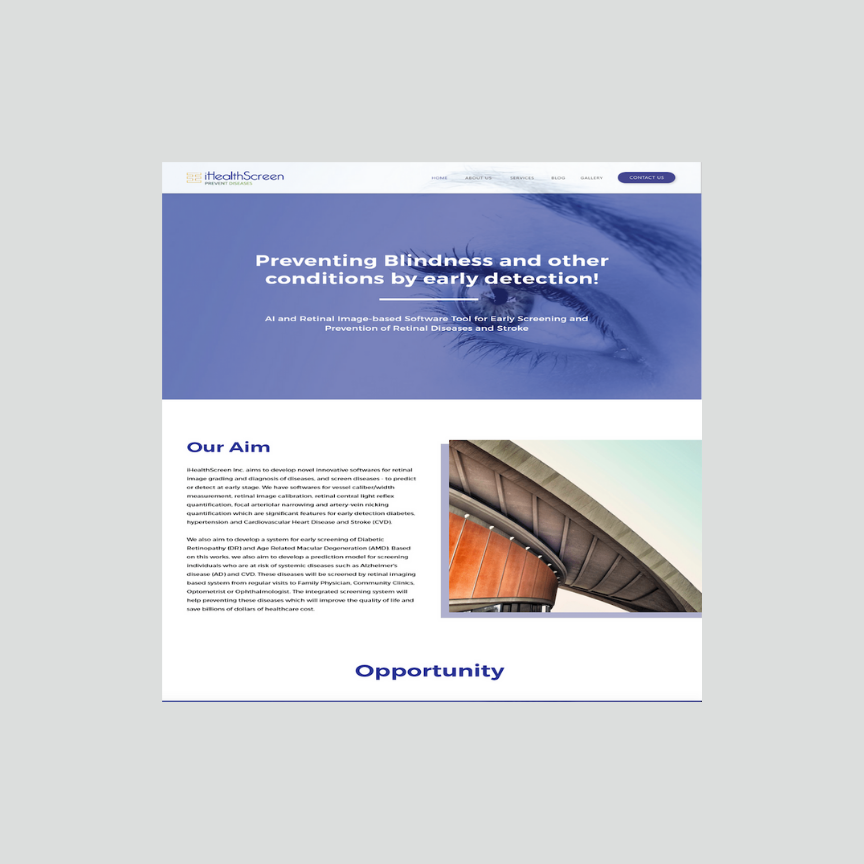 iHealthScreen
PREVENT DISEASES
HOME ABOUT US SERVICES BLOG GALLERY CONTACT US
Preventing Blindness and other
conditions by early detection!
AI and Retinal Image-based Software Tool for Early Screening and
Prevention of Retinal Diseases and Stroke
Our Aim
iHealthScreen Inc. aims to develop novel innovative softwares for retinal
image grading and diagnosis of diseases, and screen diseases - to predict
or detect at early stage. We have softwares for vessel caliber/width
measurement, retinal image calibration, retinal central light reflex
quantification, focal arteriolar narrowing and artery-vein nicking
quantification which are significant features for early detection diabetes,
hypertension and Cardiovascular Heart Disease and Stroke (CVD).
We also aim to develop a system for early screening of Diabetic
Retinopathy (DR) and Age Related Macular Degeneration (AMD). Based
on this works, we also aim to develop a prediction model for screening
individuals who are at risk of systemic diseases such as Alzheimer's
disease (AD) and CVD. These diseases will be screened by retinal imaging
based system from regular visits to Family Physician, Community Clinics,
Optometrist or Ophthalmologist. The integrated screening system will
help preventing these diseases which will improve the quality of life and
save billions of dollars of healthcare cost.
Opportunity